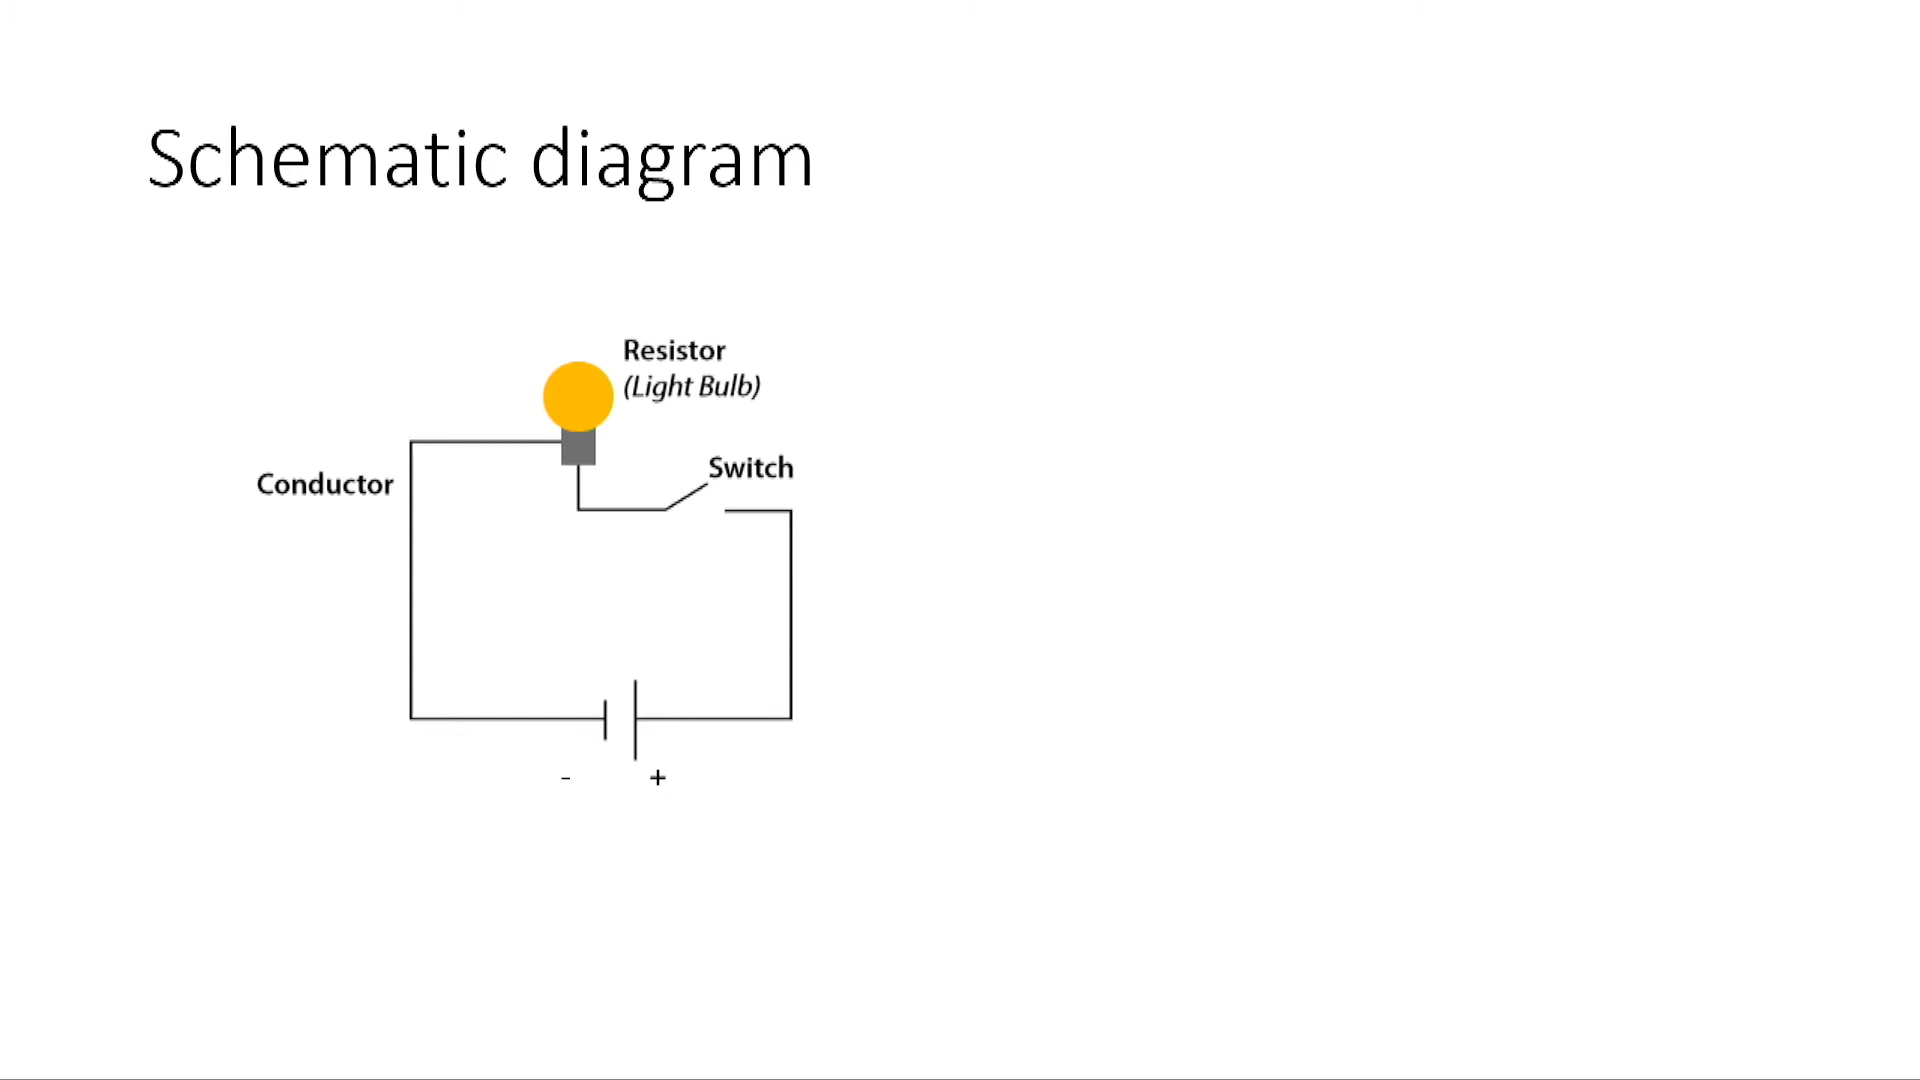 Schematic diagram
Resistor
(Light Bulb)
Switch
Conductor
- +